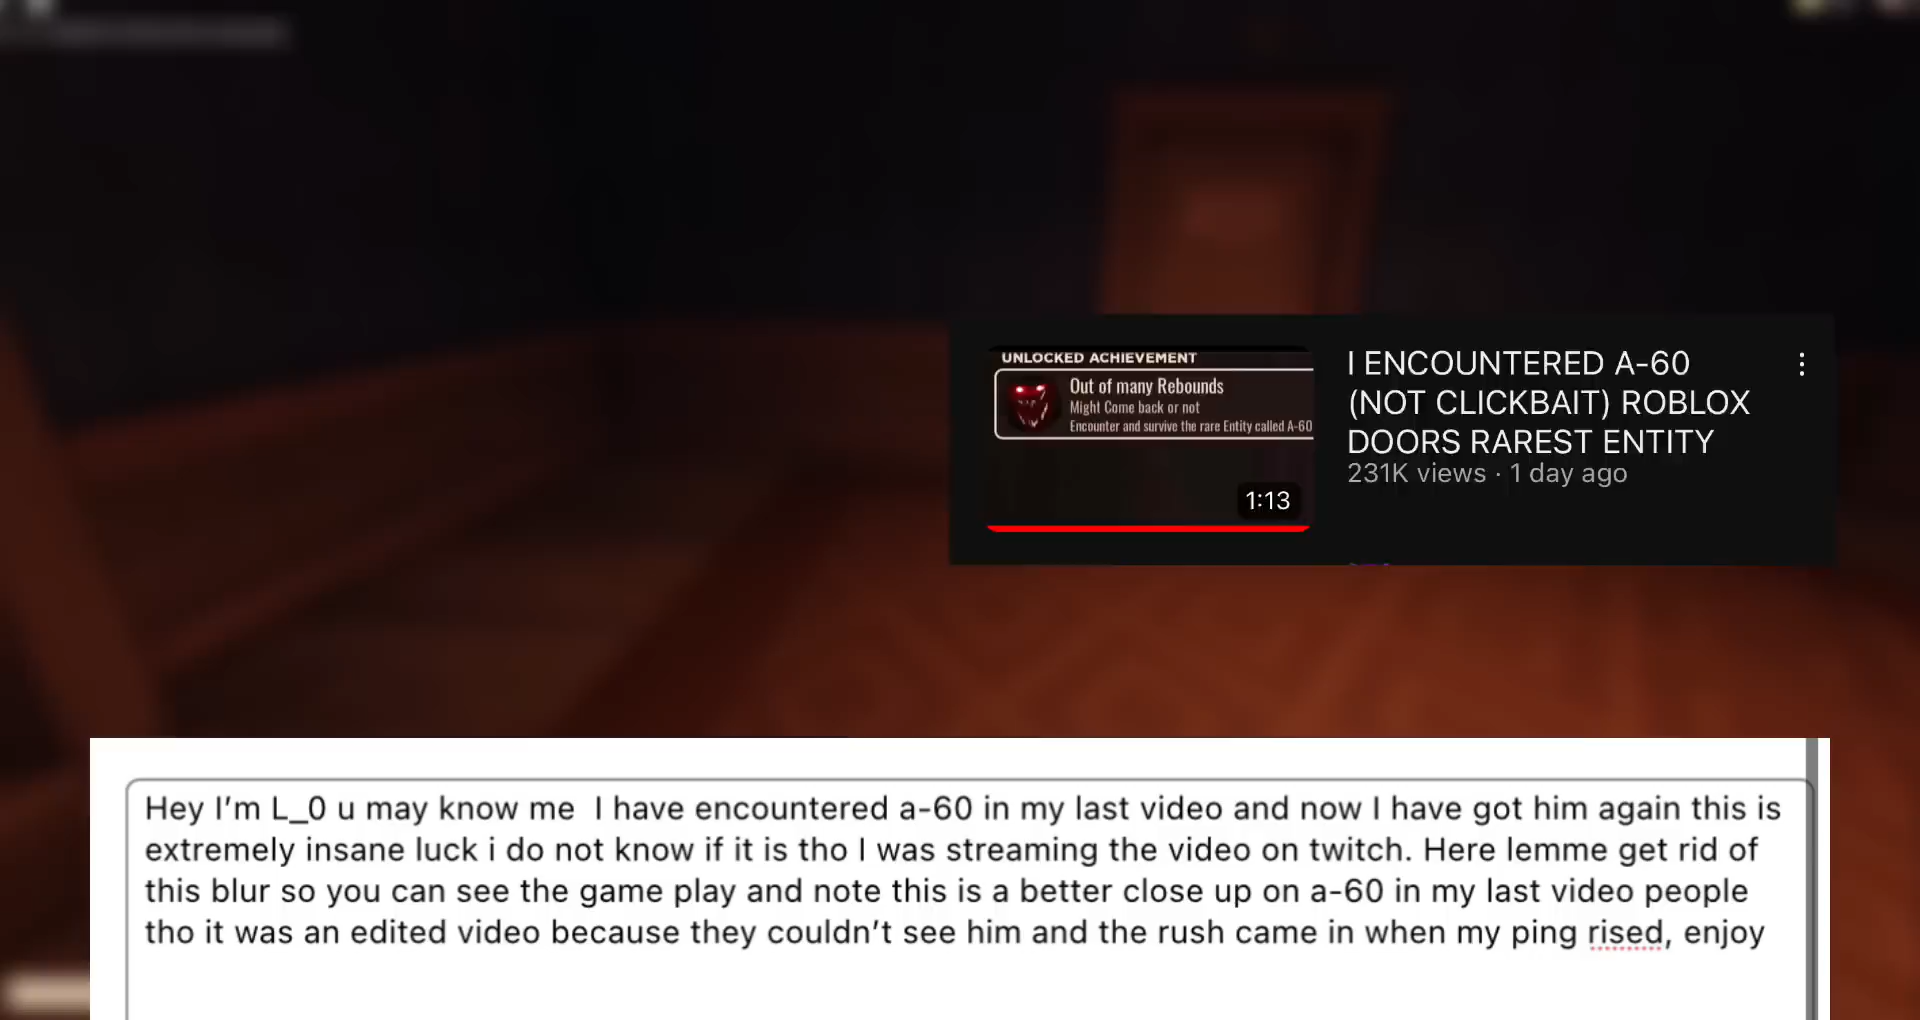 UNLOCKED ACHIEVEMENT
Out of many Rebounds
Might Come back or not
Encounter and survive the rare Entity called A-60
1:13
I ENCOUNTERED A-60
(NOT CLICKBAIT) ROBLOX
DOORS RAREST ENTITY
231K views · 1 day ago
Hey I'm L_0 u may know me  I have encountered a-60 in my last video and now I have got him again this is
extremely insane luck i do not know if it is tho I was streaming the video on twitch. Here lemme get rid of
this blur so you can see the game play and note this is a better close up on a-60 in my last video people
tho it was an edited video because they couldn't see him and the rush came in when my ping rised, enjoy